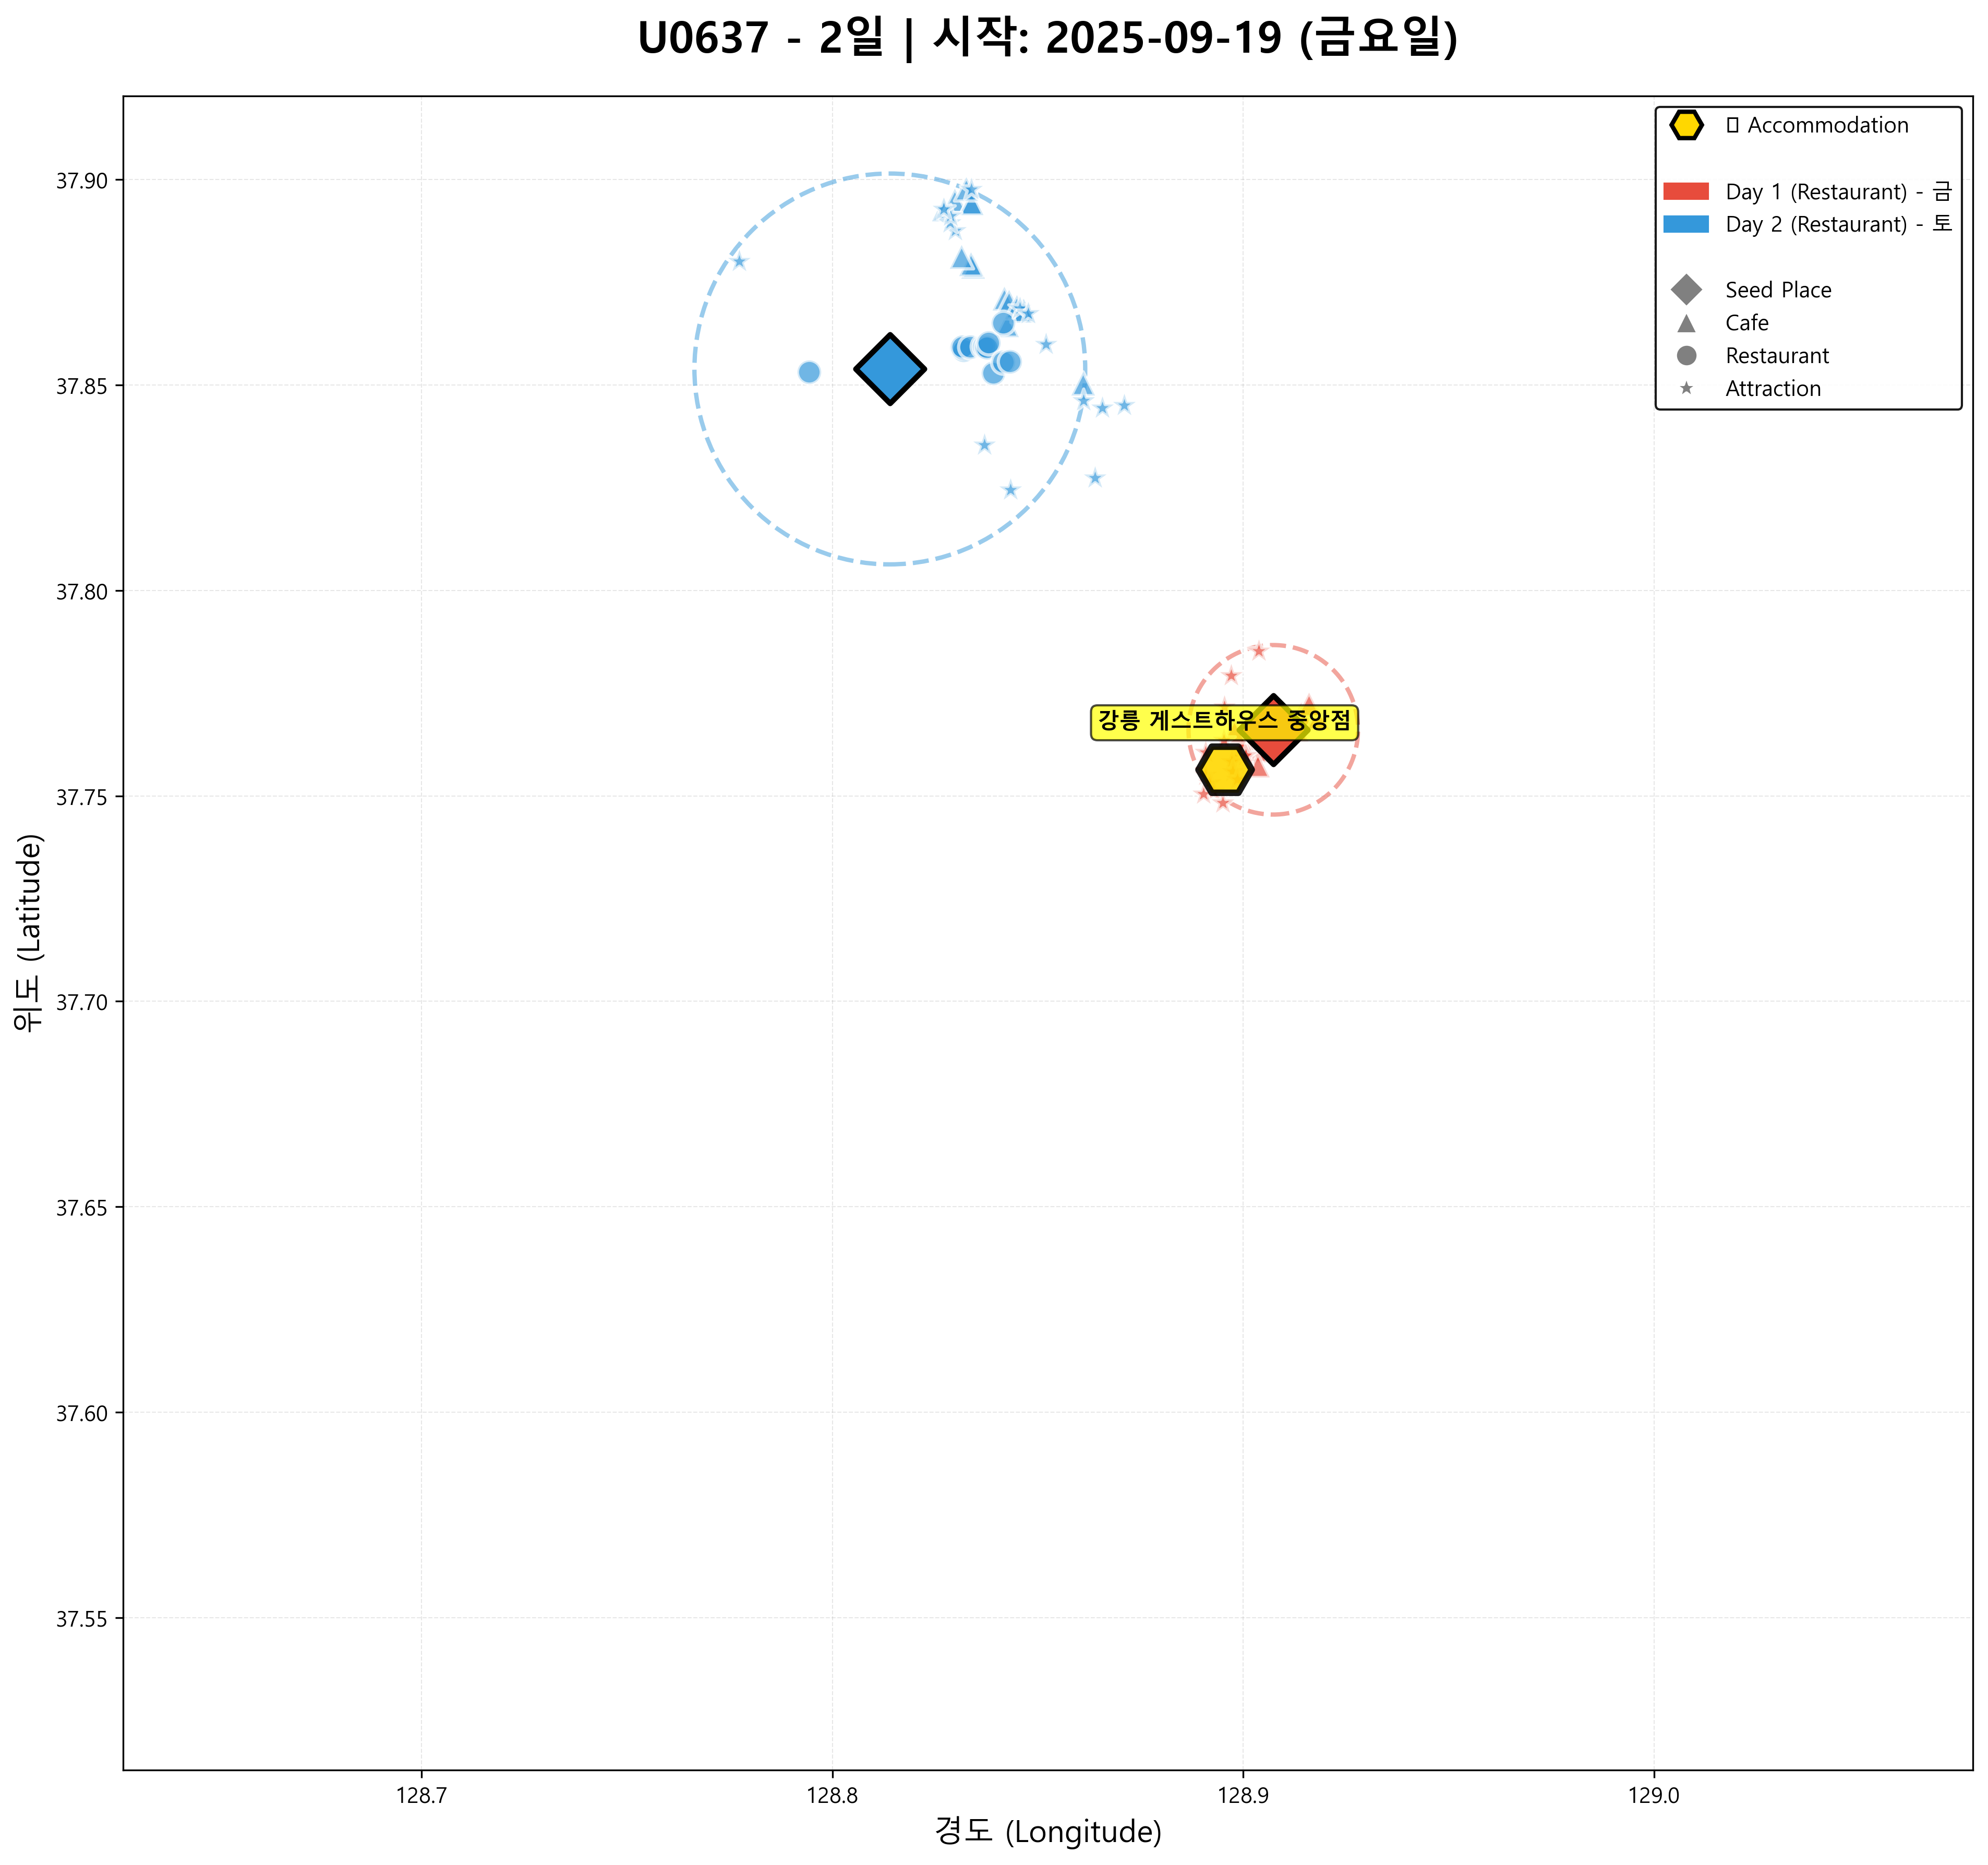 U0637 - 2일 | 시작: 2025-09-19 (금요일)
Accommodation
Day 1 (Restaurant) - 금
Day 2 (Restaurant) - 토
Seed Place
Cafe
Restaurant
Attraction
강릉 게스트하우스 중앙점
위도 (Latitude)
37.90
37.85
37.80
37.75
37.70
37.65
37.60
37.55
128.7
128.8
128.9
129.0
경도 (Longitude)